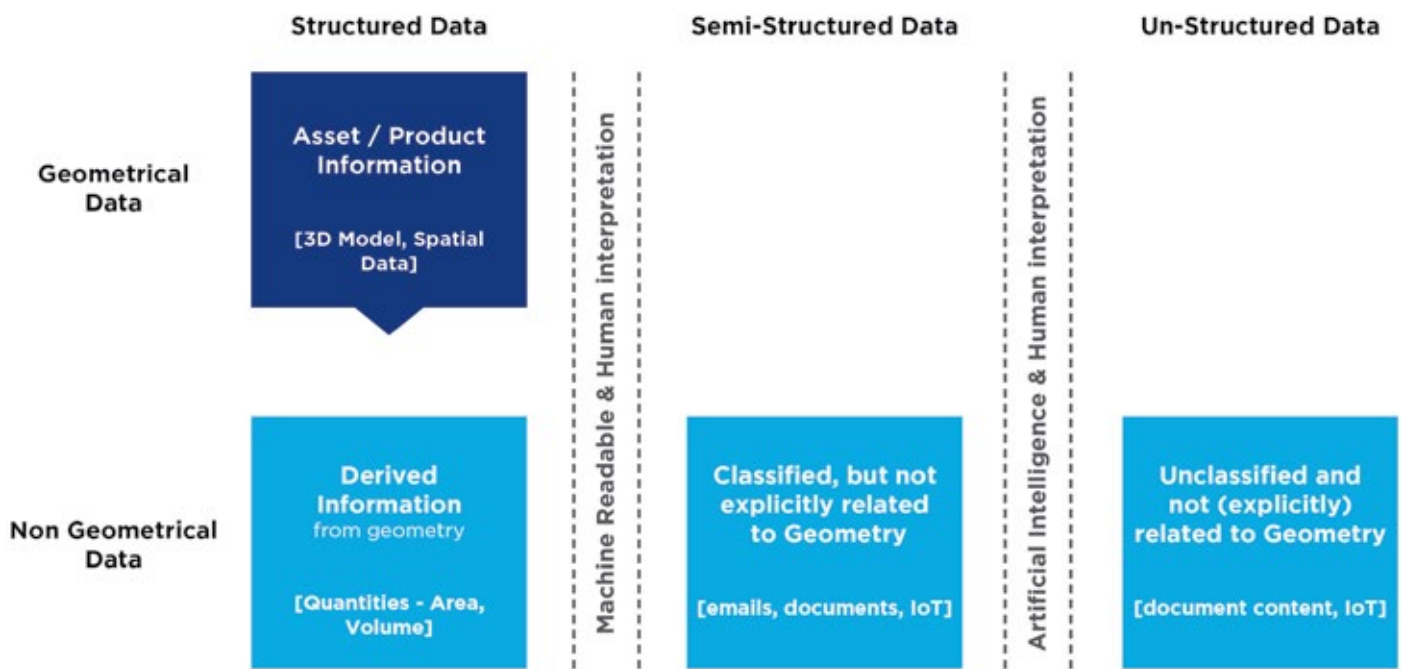 Structured Data
Semi-Structured Data
Un-Structured Data
Geometrical
Data
Asset / Product
Information
[3D Model, Spatial
Data]
Machine Readable & Human interpretation
Artificial Intelligence & Human interpretation
Non Geometrical
Data
Derived
Information
from geometry
[Quantities - Area,
Volume]
Classified, but not
explicitly related
to Geometry
[emails, documents, IoT]
Unclassified and
not (explicitly)
related to Geometry
[document content, IoT]